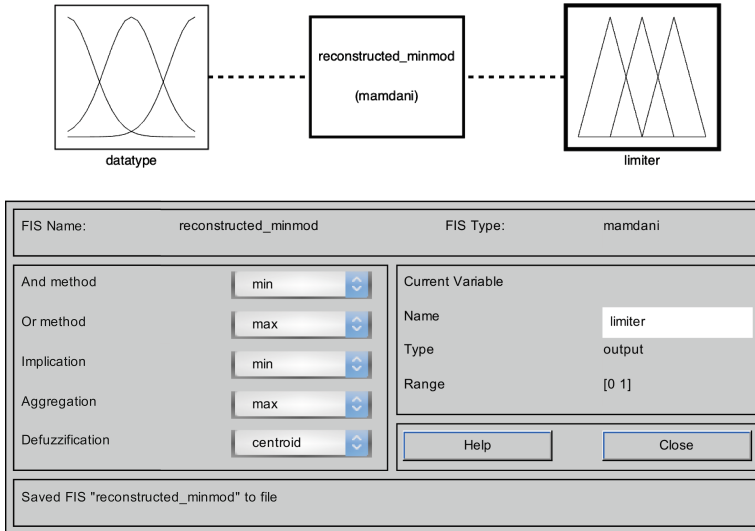 reconstructed_minmod
(mamdani)
datatype
limiter
FIS Name: reconstructed_minmod FIS Type: mamdani
And method min
Or method max
Implication min
Aggregation max
Defuzzification centroid
Current Variable
Name limiter
Type output
Range [0 1]
Help Close
Saved FIS "reconstructed_minmod" to file